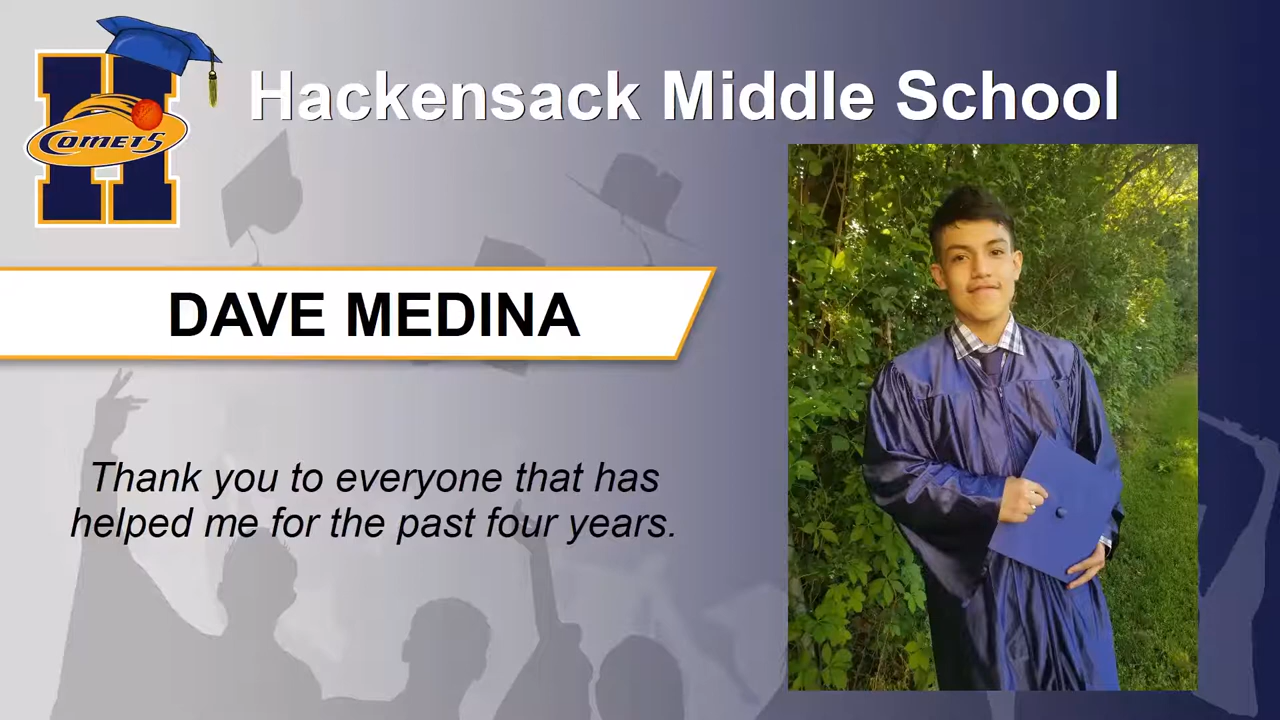 Hackensack Middle School
COMETS
DAVE MEDINA
Thank you to everyone that has
helped me for the past four years.